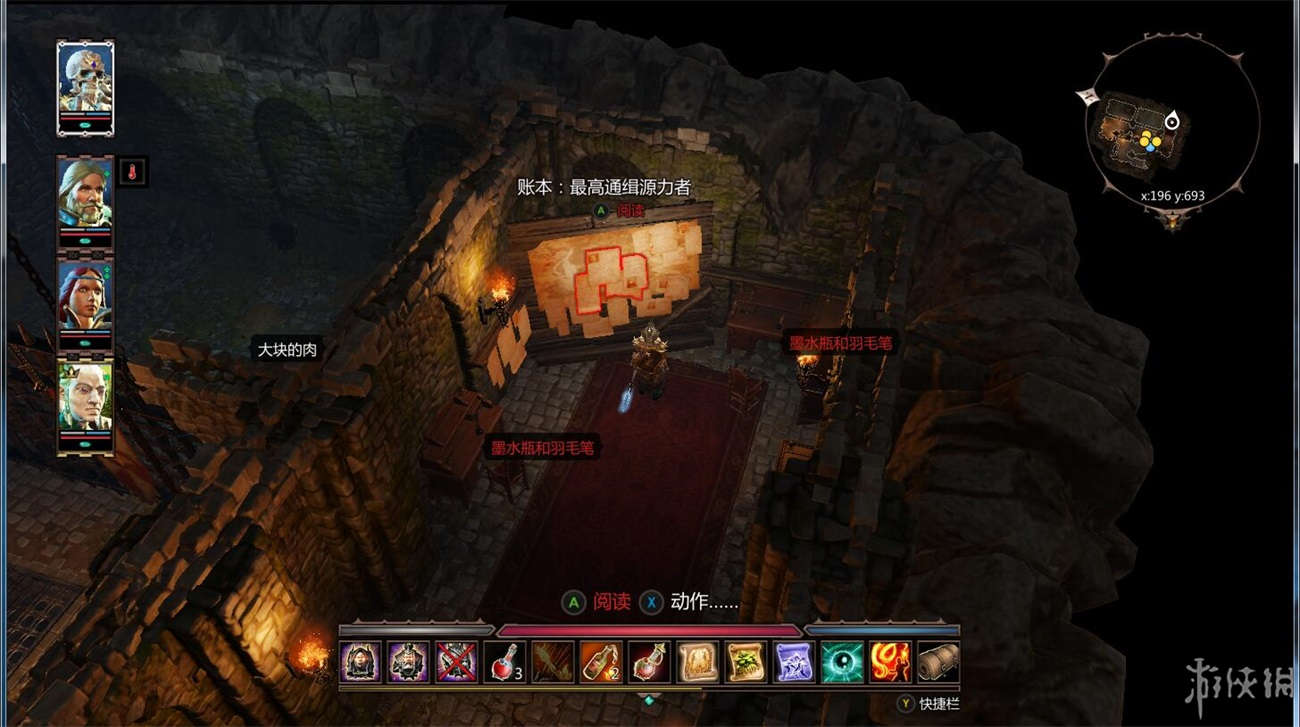 账本：最高通缉源力者
A 阅读
x:196 y:693
大块的肉
墨水瓶和羽毛笔
墨水瓶和羽毛笔
A 阅读 X 动作……
3
2
Y 快捷栏
游侠网